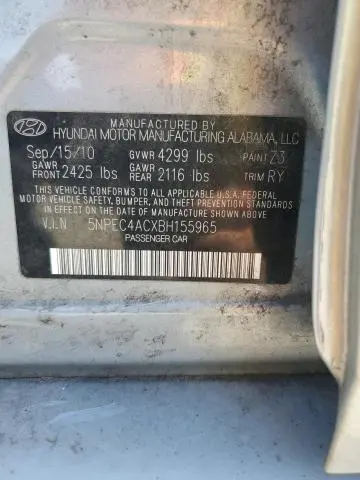 MANUFACTURED BY
HYUNDAI MOTOR MANUFACTURING ALABAMA, LLC
Sep/15/10 GVWR 4299 lbs PAINT Z3
GAWR FRONT 2425 lbs GAWR REAR 2116 lbs TRIM RY
THIS VEHICLE CONFORMS TO ALL APPLICABLE U.S.A. FEDERAL
MOTOR VEHICLE SAFETY, BUMPER, AND THEFT PREVENTION
STANDARDS IN EFFECT ON THE DATE OF MANUFACTURE SHOWN ABOVE.
V.I.N 5NPEC4ACXBH155965
PASSENGER CAR